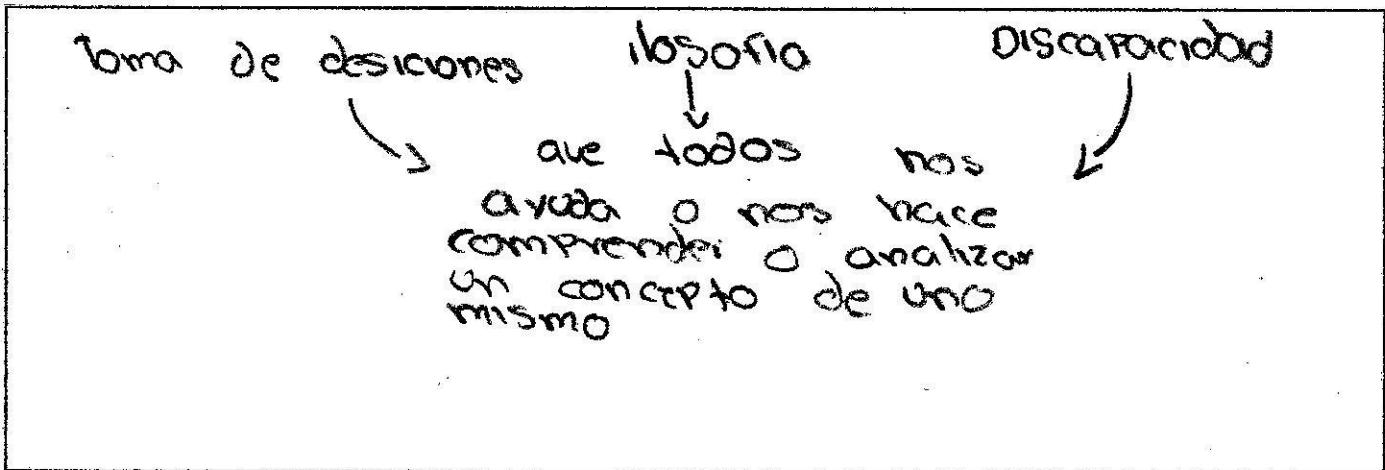 Toma de desiciones ilosofia Discapacidad
que todos nos
ayuda o nos hace
comprender o analizar
un concepto de uno
mismo